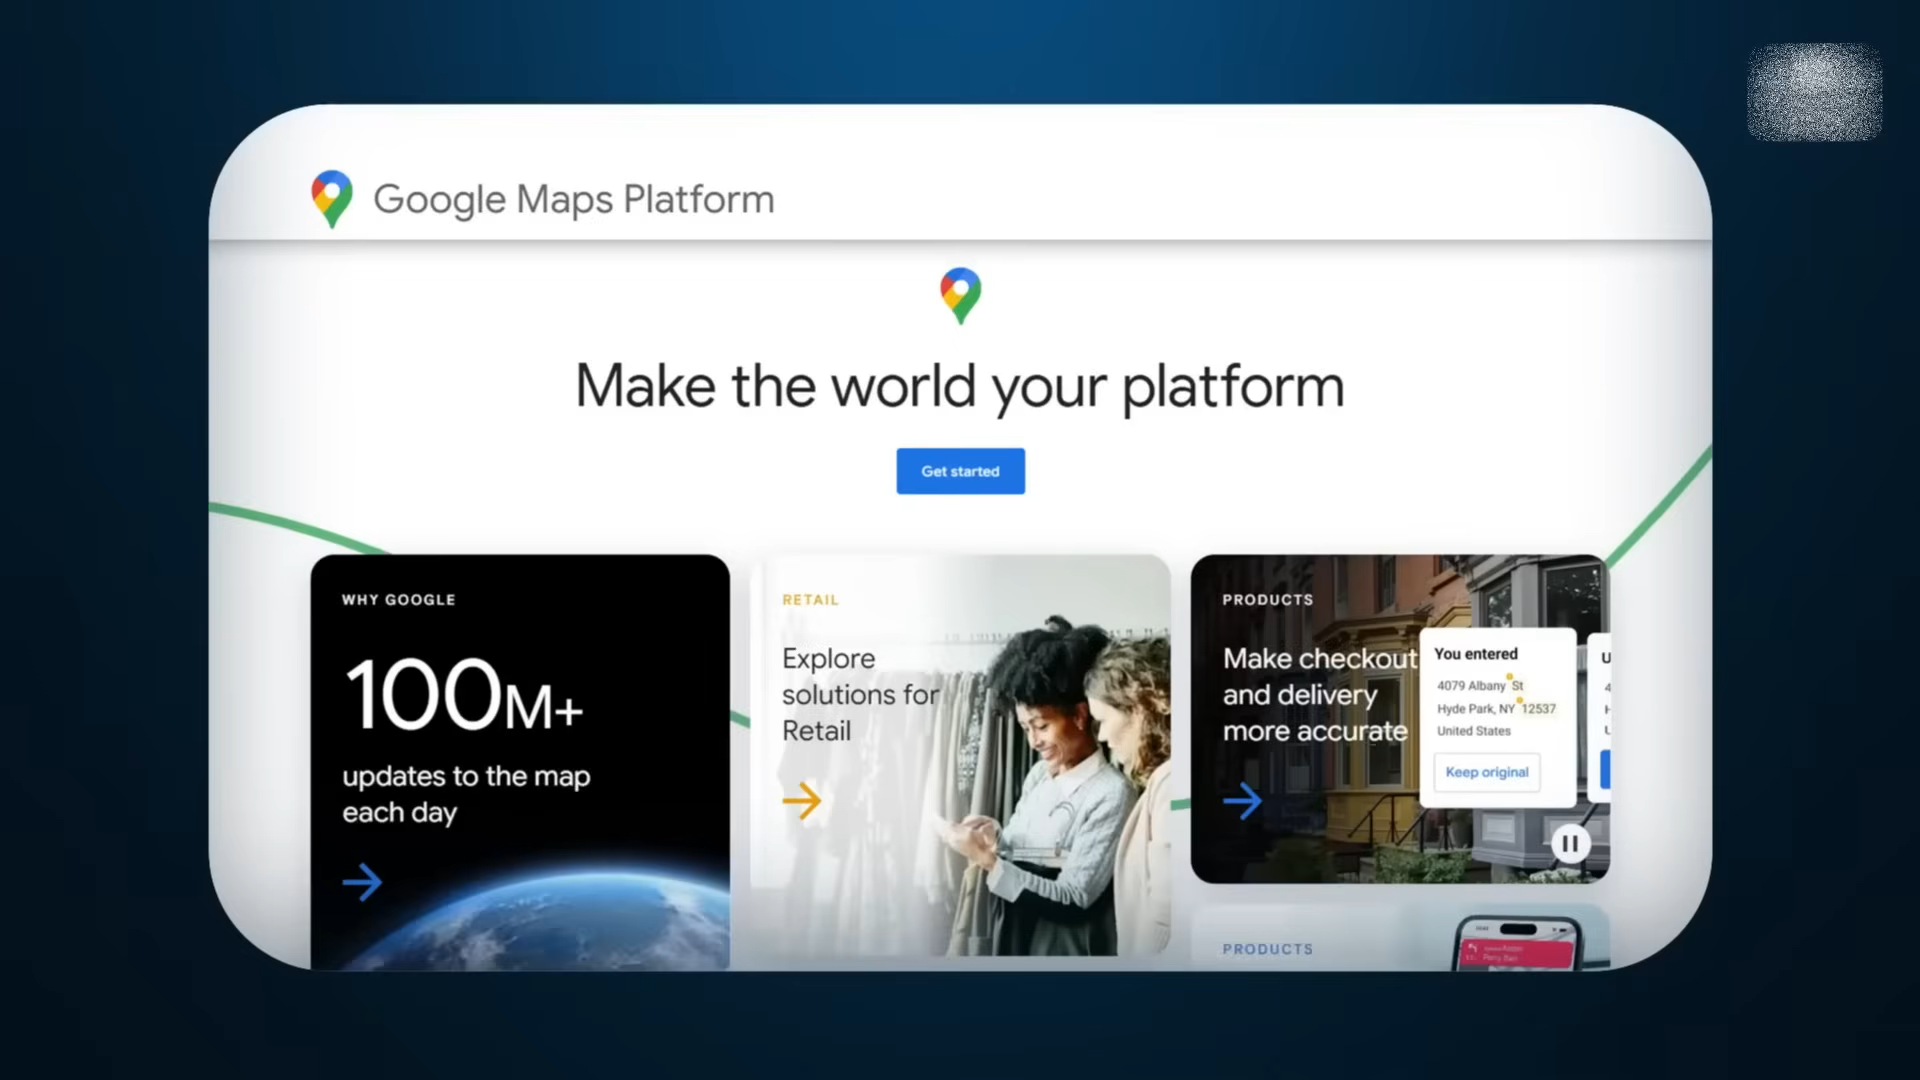 Google Maps Platform
Make the world your platform
Get started
WHY GOOGLE
100M+
updates to the map
each day
RETAIL
Explore
solutions for
Retail
PRODUCTS
Make checkout
and delivery
more accurate
You entered
4079 Albany St
Hyde Park, NY 12537
United States
Keep original
U
4
H
U
PRODUCTS